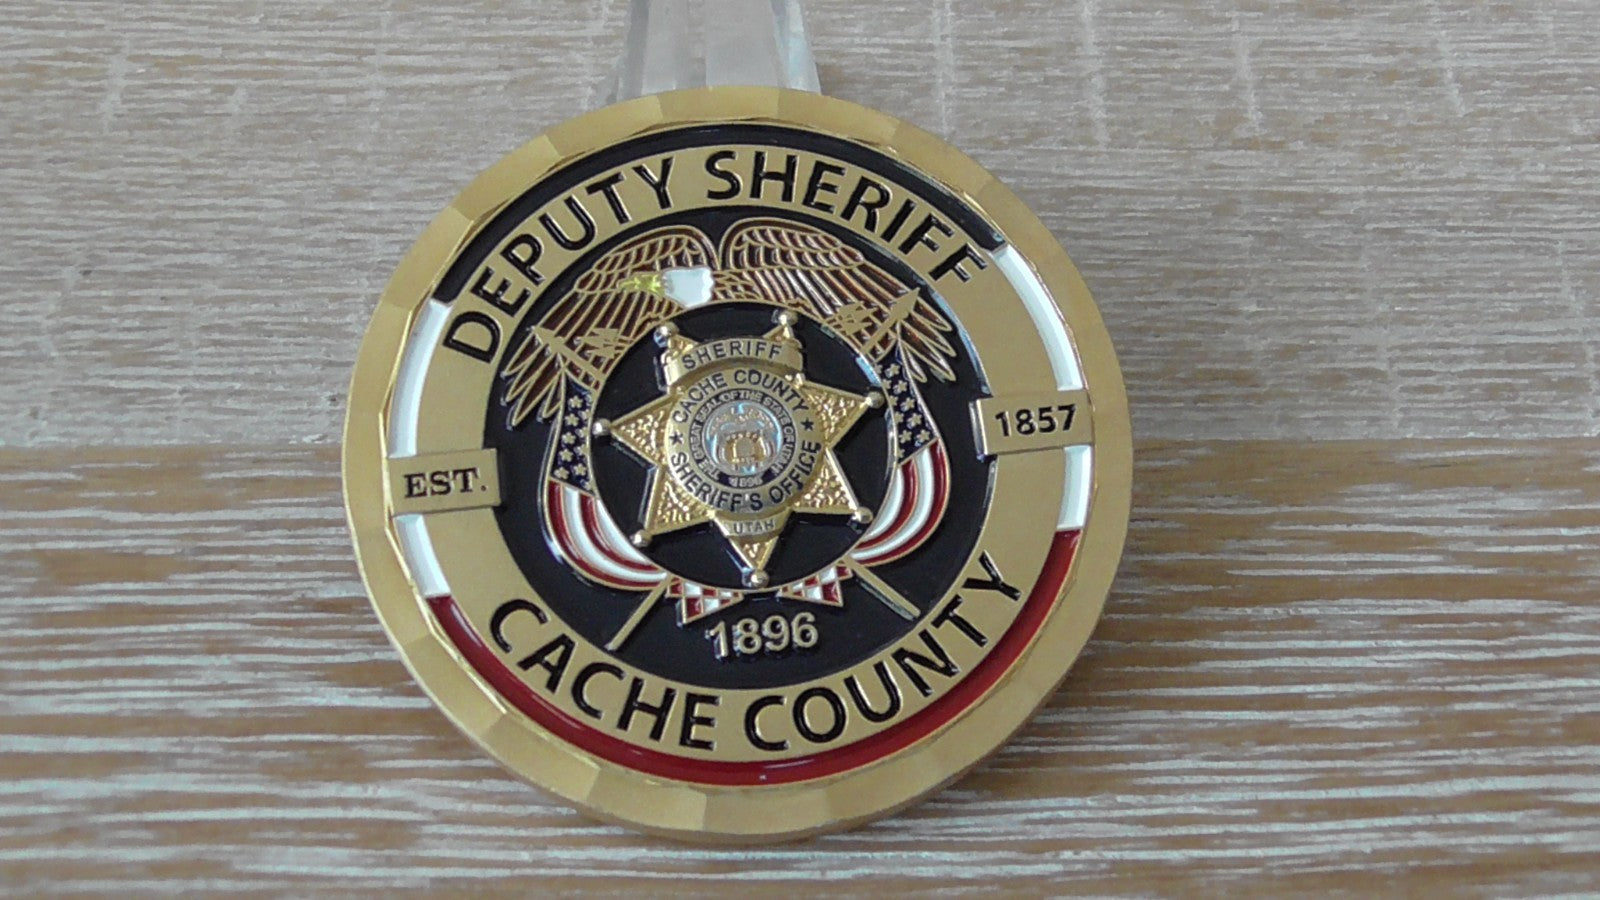 DEPUTY SHERIFF
EST.
1857
SHERIFF
CACHE COUNTY
THE GREAT SEAL OF THE STATE OF UTAH
1896
SHERIFF'S OFFICE
UTAH
1896
CACHE COUNTY